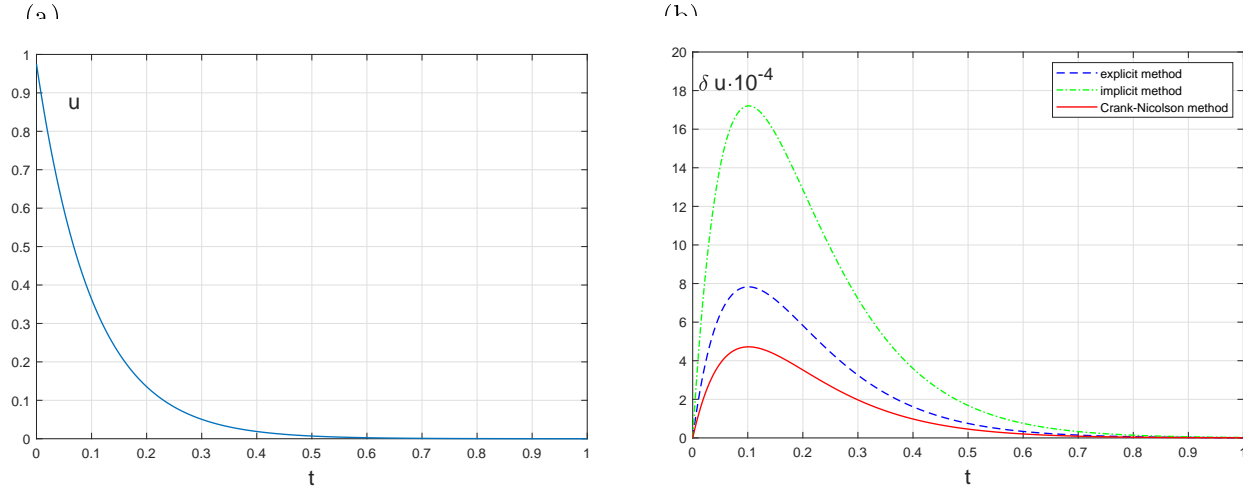 (a)
(b)
1
0.9
0.8
0.7
0.6
0.5
0.4
0.3
0.2
0.1
0
u
0 0.1 0.2 0.3 0.4 0.5 0.6 0.7 0.8 0.9 1
t
20
18
16
14
12
10
8
6
4
2
0
δ u·10^-4
explicit method
implicit method
Crank-Nicolson method
0 0.1 0.2 0.3 0.4 0.5 0.6 0.7 0.8 0.9 1
t